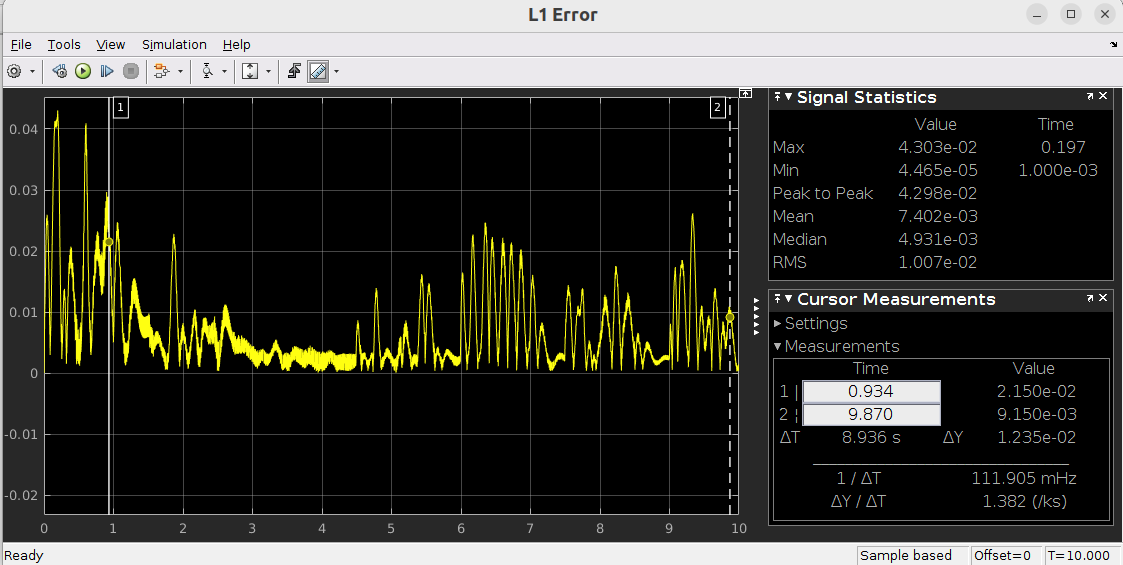 L1 Error
File Tools View Simulation Help
1
2
0.04
0.03
0.02
0.01
0
-0.01
-0.02
0 1 2 3 4 5 6 7 8 9 10
Signal Statistics
Value Time
Max 4.303e-02 0.197
Min 4.465e-05 1.000e-03
Peak to Peak 4.298e-02
Mean 7.402e-03
Median 4.931e-03
RMS 1.007e-02
Cursor Measurements
Settings
Measurements
Time Value
1 | 0.934 2.150e-02
2 ¦ 9.870 9.150e-03
ΔT 8.936 s ΔY 1.235e-02
1 / ΔT 111.905 mHz
ΔY / ΔT 1.382 (/ks)
Ready
Sample based Offset=0 T=10.000